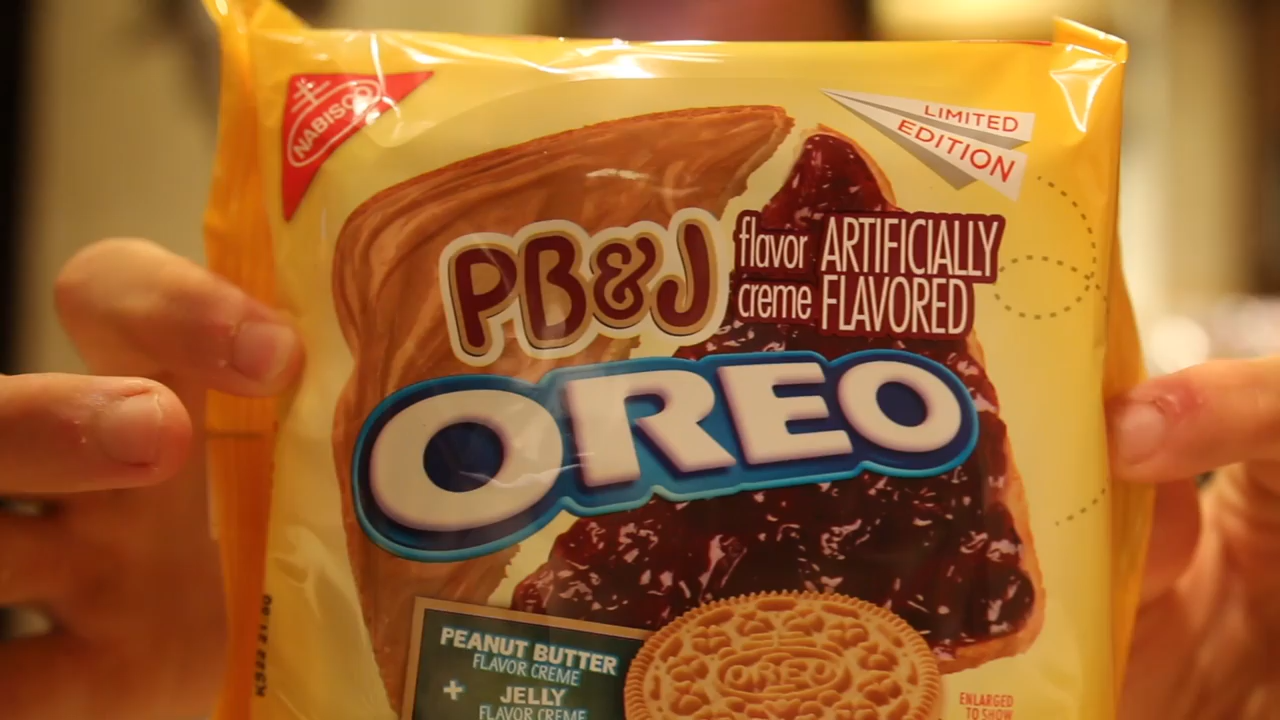 NABISCO
LIMITED
EDITION
PB&J
flavor ARTIFICIALLY
creme FLAVORED
OREO
PEANUT BUTTER
FLAVOR CREME
+
JELLY
FLAVOR CREME
OREO
ENLARGED
TO SHOW